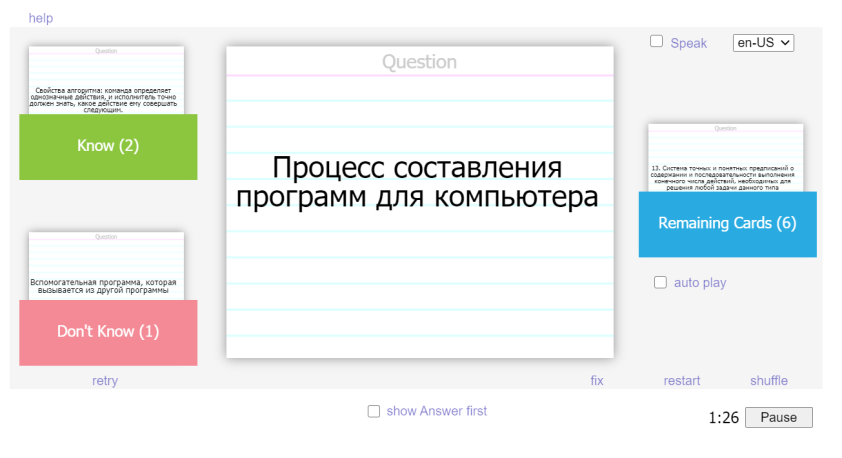 help
Question
Свойства алгоритма: команда определяет
однозначные действия, и исполнитель точно
должен знать, какое действие ему совершать
следующим.
Know (2)
Question
Вспомогательная программа, которая
вызывается из другой программы
Don't Know (1)
retry
Question
Процесс составления
программ для компьютера
Speak
en-US
Question
13. Система точных и понятных предписаний о
содержании и последовательности выполнения
конечного числа действий, необходимых для
решения любой задачи данного типа
Remaining Cards (6)
auto play
fix
restart
shuffle
show Answer first
1:26
Pause